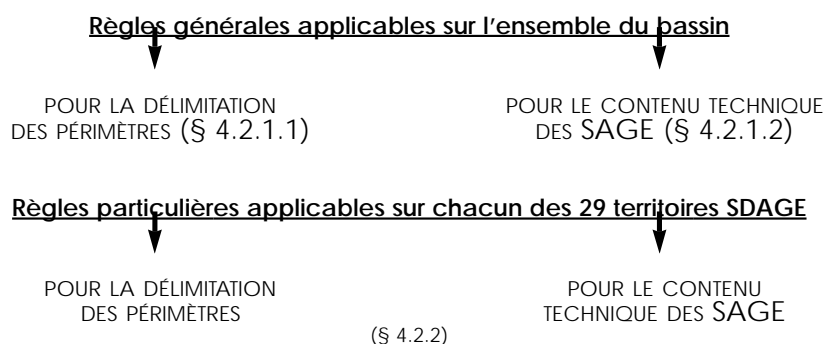 Règles générales applicables sur l'ensemble du bassin
POUR LA DÉLIMITATION
DES PÉRIMÈTRES (§ 4.2.1.1)
POUR LE CONTENU TECHNIQUE
DES SAGE (§ 4.2.1.2)
Règles particulières applicables sur chacun des 29 territoires SDAGE
POUR LA DÉLIMITATION
DES PÉRIMÈTRES
POUR LE CONTENU
TECHNIQUE DES SAGE
(§ 4.2.2)